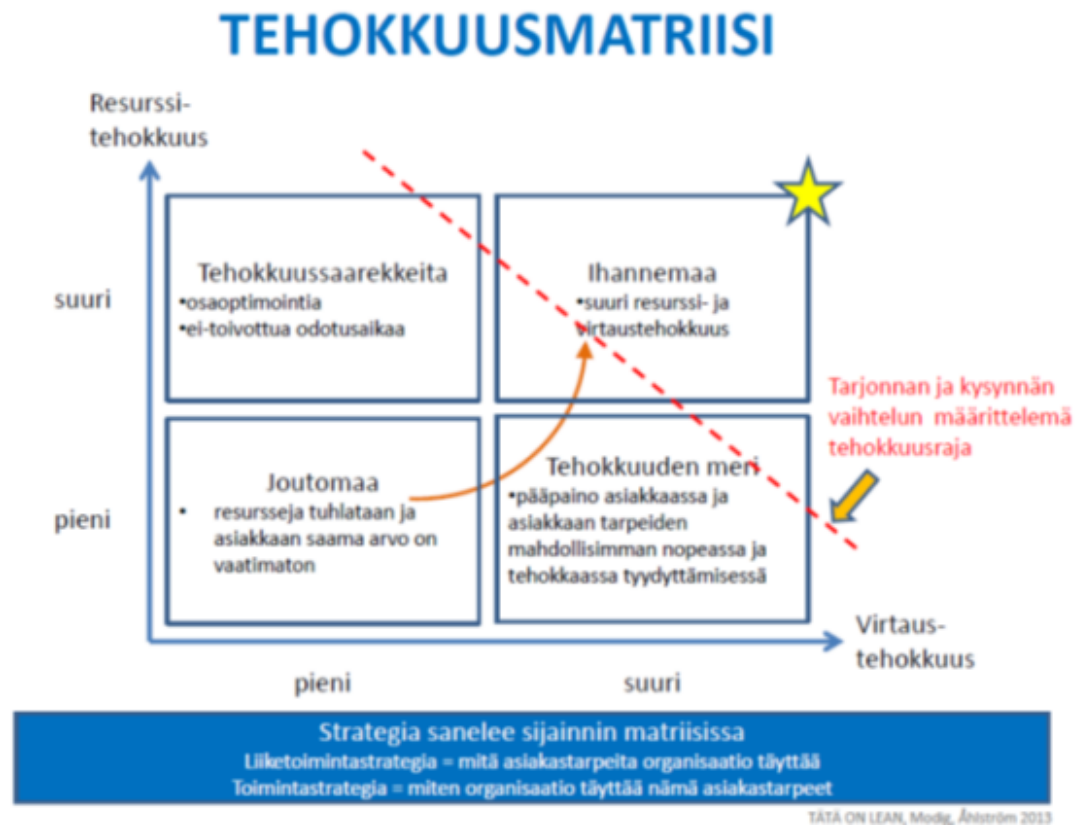 TEHOKKUUSMATRIISI
Resurssi-
tehokkuus
suuri
Tehokkuussaarekkeita
•osaoptimointia
•ei-toivottua odotusaikaa
Ihannemaa
•suuri resurssi- ja
virtaustehokkuus
Tarjonnan ja kysynnän
vaihtelun määrittelemä
tehokkuusraja
pieni
Joutomaa
• resursseja tuhlataan ja
asiakkaan saama arvo on
vaatimaton
Tehokkuuden meri
•pääpaino asiakkaassa ja
asiakkaan tarpeiden
mahdollisimman nopeassa ja
tehokkaassa tyydyttämisessä
Virtaus-
tehokkuus
pieni
suuri
Strategia sanelee sijainnin matriisissa
Liiketoimintastrategia = mitä asiakastarpeita organisaatio täyttää
Toimintastrategia = miten organisaatio täyttää nämä asiakastarpeet
TÄTÄ ON LEAN, Modig, Åhlström 2013